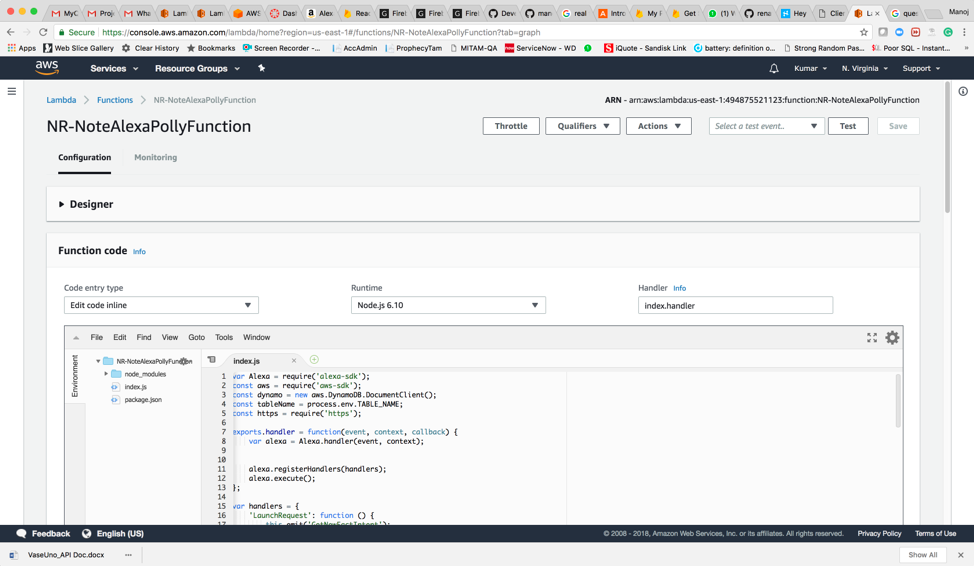 MyC
Proj
Wha
Lam
Lam
AWS
Dasl
Alex
Reac
Fire
Fire
Fire
Deve
man
real
Intro
My F
Get
(1) V
rena
Hey
Clie
La
ques
Manoj
Secure https://console.aws.amazon.com/lambda/home?region=us-east-1#/functions/NR-NoteAlexaPollyFunction?tab=graph
Apps Web Slice Gallery Clear History Bookmarks Screen Recorder -... AccAdmin ProphecyTam MITAM-QA ServiceNow - WD iQuote - Sandisk Link battery: definition o... Strong Random Pas... Poor SQL - Instant... »
aws Services Resource Groups Kumar N. Virginia Support
Lambda Functions NR-NoteAlexaPollyFunction ARN - arn:aws:lambda:us-east-1:494875521123:function:NR-NoteAlexaPollyFunction
NR-NoteAlexaPollyFunction Throttle Qualifiers Actions Select a test event.. Test Save
Configuration Monitoring
Designer
Function code Info
Code entry type Runtime Handler Info
Edit code inline Node.js 6.10 index.handler
File Edit Find View Goto Tools Window
Environment
NR-NoteAlexaPollyFunction
node_modules
index.js
package.json
index.js
1 var Alexa = require('alexa-sdk');
2 const aws = require('aws-sdk');
3 const dynamo = new aws.DynamoDB.DocumentClient();
4 const tableName = process.env.TABLE_NAME;
5 const https = require('https');
6
7 exports.handler = function(event, context, callback) {
8 var alexa = Alexa.handler(event, context);
9
10
11 alexa.registerHandlers(handlers);
12 alexa.execute();
13 };
14
15 var handlers = {
16 'LaunchRequest': function () {
17 this.emit('GetNewFactIntent');
Feedback English (US) © 2008 - 2018, Amazon Web Services, Inc. or its affiliates. All rights reserved. Privacy Policy Terms of Use
VaseUno_API Doc.docx Show All